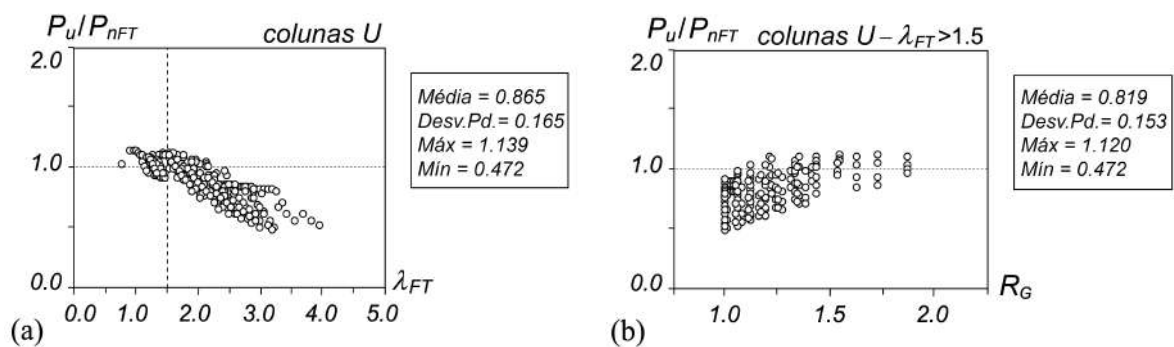 P_u/P_nFT colunas U
2.0
1.0
0.0
0.0 1.0 2.0 3.0 4.0 5.0
λ_FT
Média = 0.865
Desv.Pd.= 0.165
Máx = 1.139
Mín = 0.472
(a)
P_u/P_nFT colunas U – λ_FT>1.5
2.0
1.0
0.0
1.0 1.5 2.0
R_G
Média = 0.819
Desv.Pd.= 0.153
Máx = 1.120
Mín = 0.472
(b)